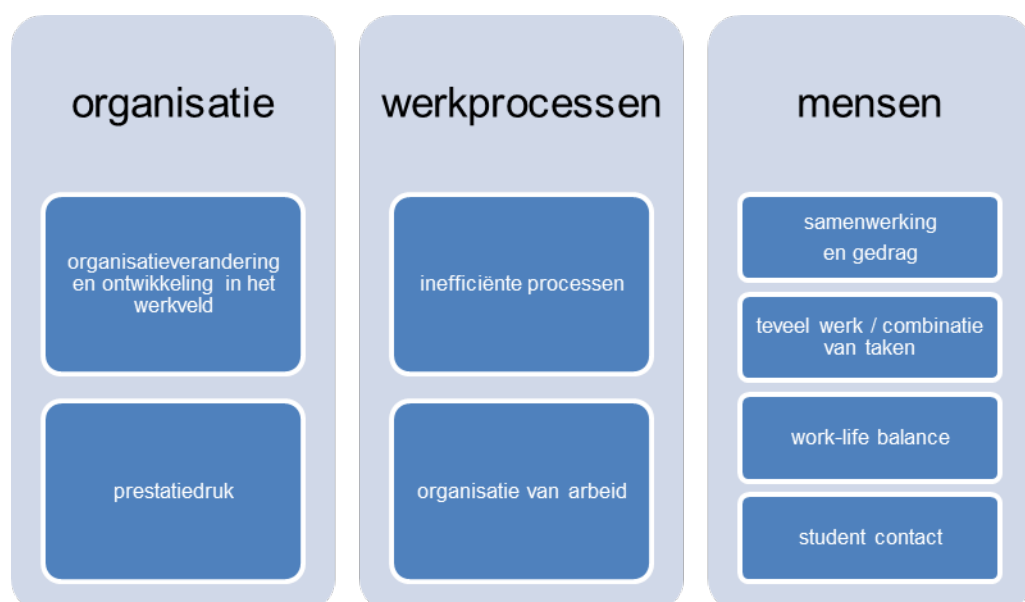 organisatie
organisatieverandering
en ontwikkeling in het
werkveld
prestatiedruk
werkprocessen
inefficiënte processen
organisatie van arbeid
mensen
samenwerking
en gedrag
teveel werk / combinatie
van taken
work-life balance
student contact